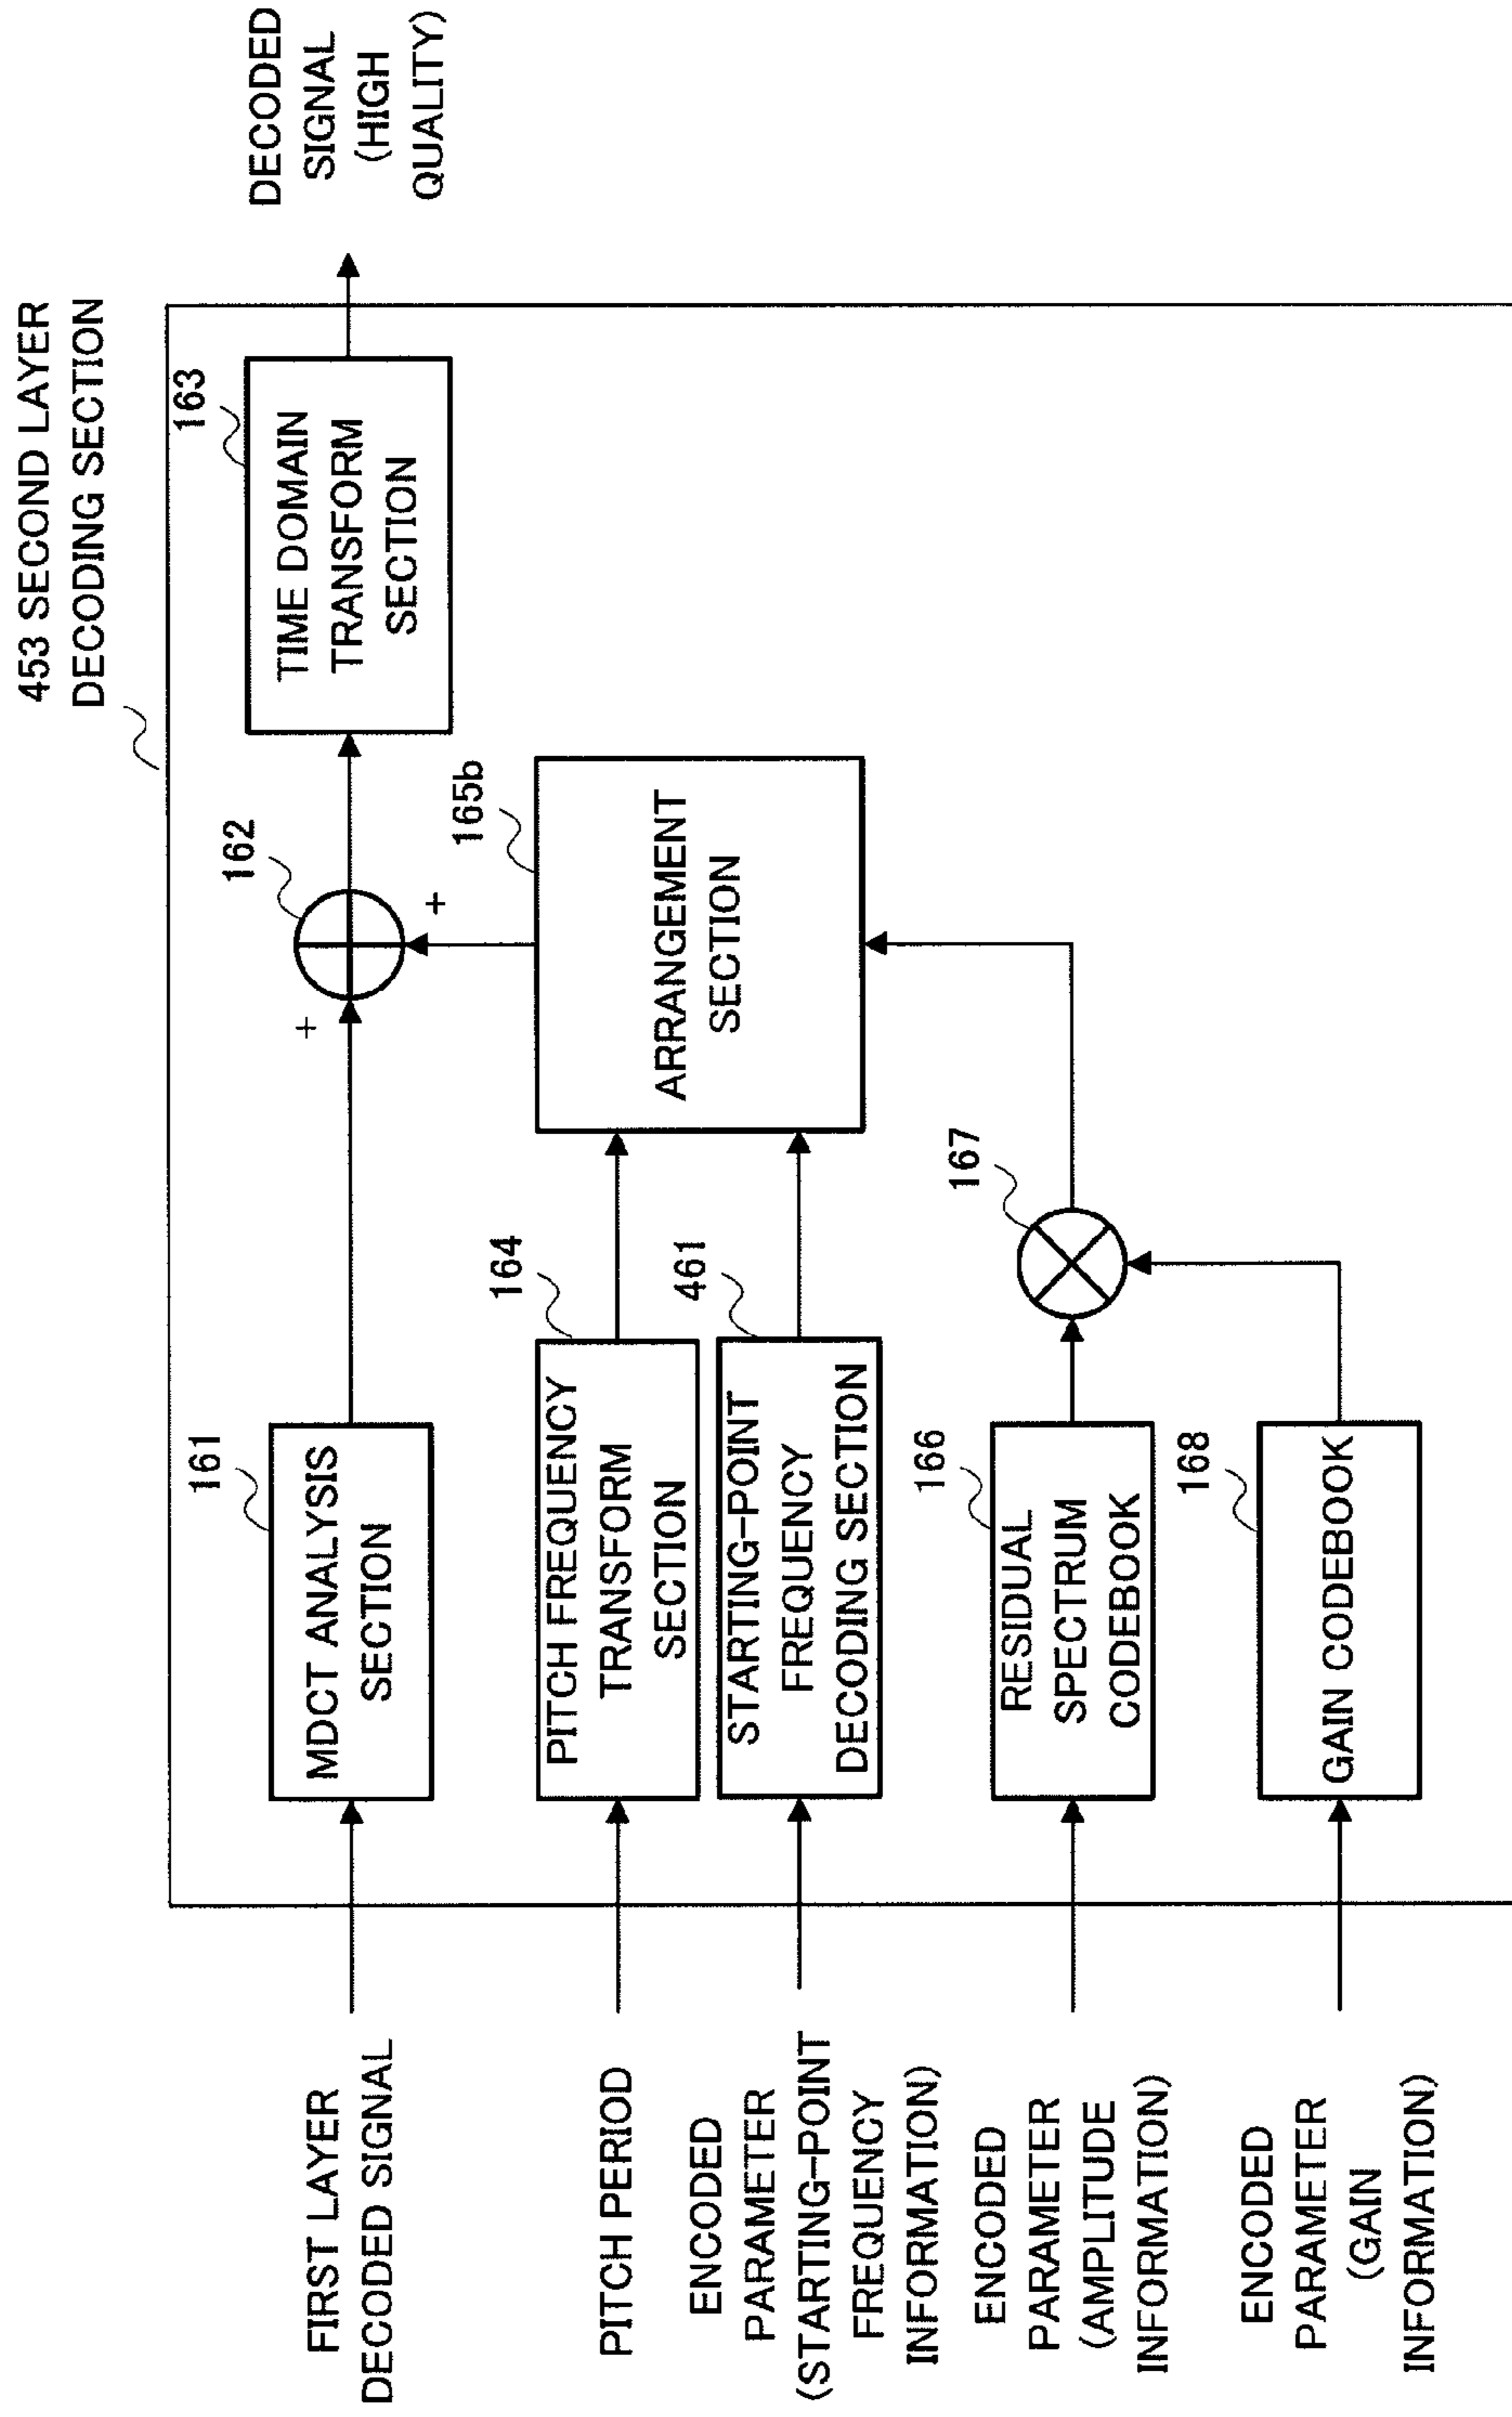 453 SECOND LAYER
DECODING SECTION
FIRST LAYER
DECODED SIGNAL
161
MDCT ANALYSIS
SECTION
+
162
+
163
TIME DOMAIN
TRANSFORM
SECTION
DECODED
SIGNAL
(HIGH
QUALITY)
PITCH PERIOD
164
PITCH FREQUENCY
TRANSFORM
SECTION
165b
ARRANGEMENT
SECTION
ENCODED
PARAMETER
(STARTING-POINT
FREQUENCY
INFORMATION)
461
STARTING-POINT
FREQUENCY
DECODING SECTION
ENCODED
PARAMETER
(AMPLITUDE
INFORMATION)
166
RESIDUAL
SPECTRUM
CODEBOOK
167
ENCODED
PARAMETER
(GAIN
INFORMATION)
168
GAIN CODEBOOK